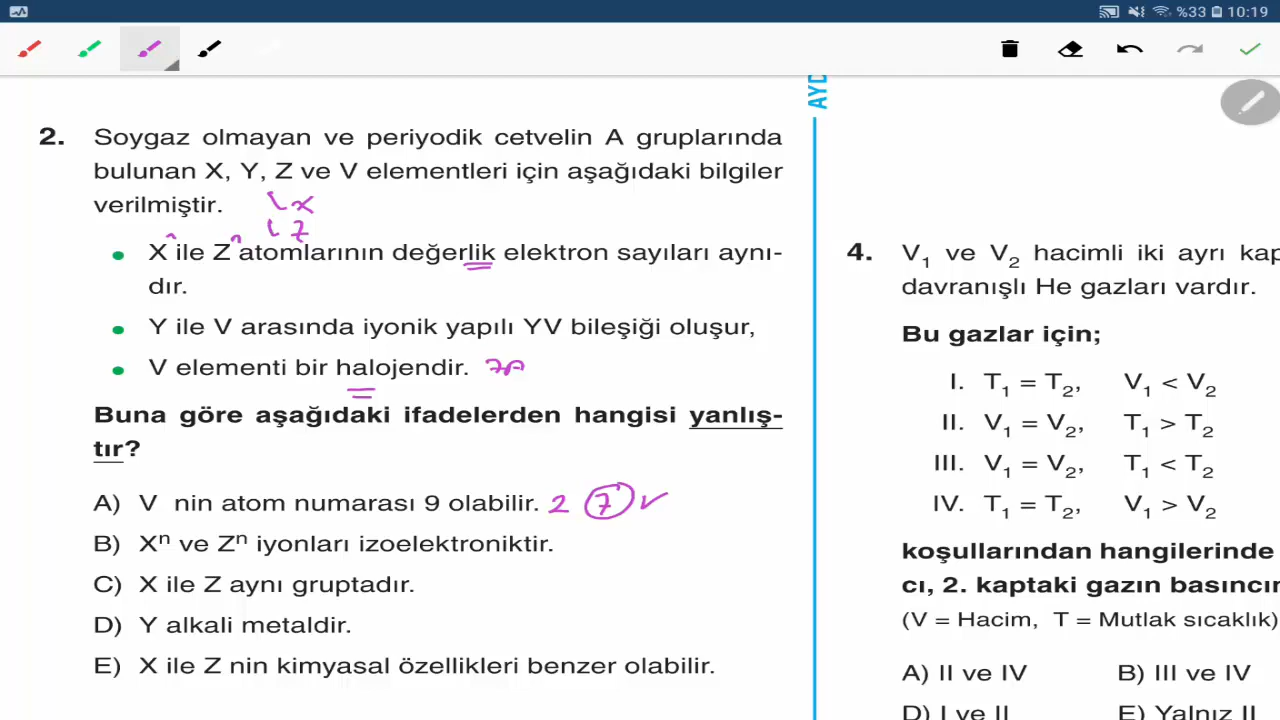 %33 10:19
2. Soygaz olmayan ve periyodik cetvelin A gruplarında
bulunan X, Y, Z ve V elementleri için aşağıdaki bilgiler
verilmiştir.
x
z
• X ile Z atomlarının değerlik elektron sayıları aynı-
dır.
• Y ile V arasında iyonik yapılı YV bileşiği oluşur,
• V elementi bir halojendir. 7A
Buna göre aşağıdaki ifadelerden hangisi yanlış-
tır?
A) V nin atom numarası 9 olabilir. 2 7 ✓
B) Xⁿ ve Zⁿ iyonları izoelektroniktir.
C) X ile Z aynı gruptadır.
D) Y alkali metaldir.
E) X ile Z nin kimyasal özellikleri benzer olabilir.
AYD
4. V₁ ve V₂ hacimli iki ayrı kap
davranışlı He gazları vardır.
Bu gazlar için;
I. T₁ = T₂, V₁ < V₂
II. V₁ = V₂, T₁ > T₂
III. V₁ = V₂, T₁ < T₂
IV. T₁ = T₂, V₁ > V₂
koşullarından hangilerinde
cı, 2. kaptaki gazın basıncın
(V = Hacim, T = Mutlak sıcaklık)
A) II ve IV B) III ve IV
D) I ve II E) Yalnız II